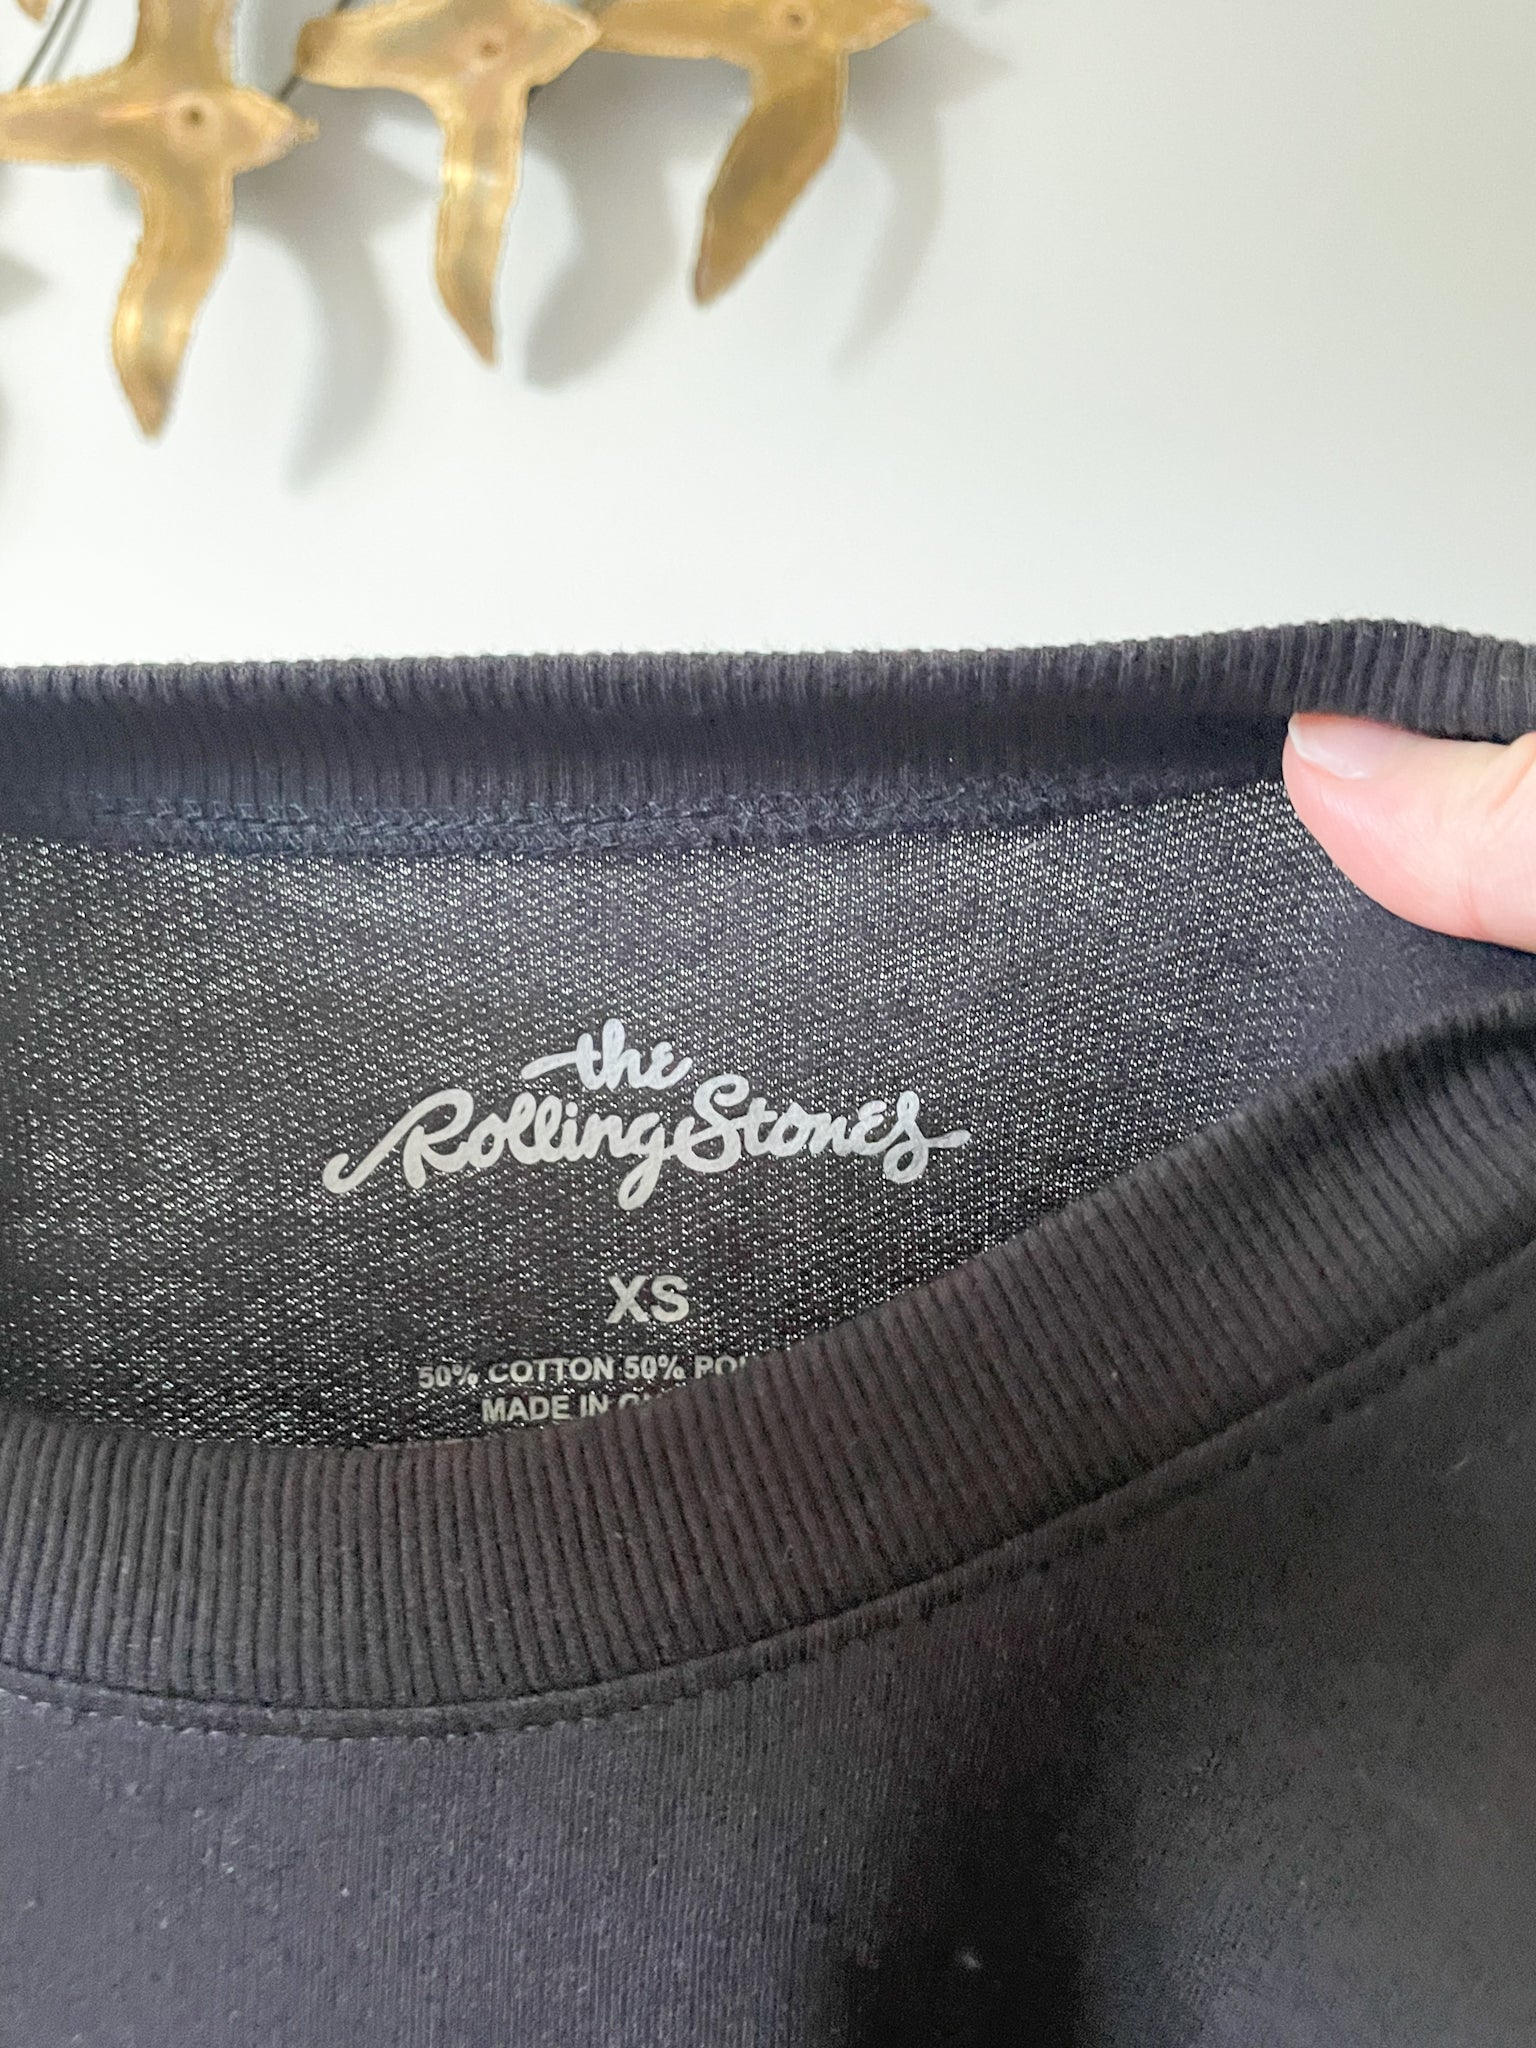 the
Rolling Stones
XS
50% COTTON 50%
MADE IN